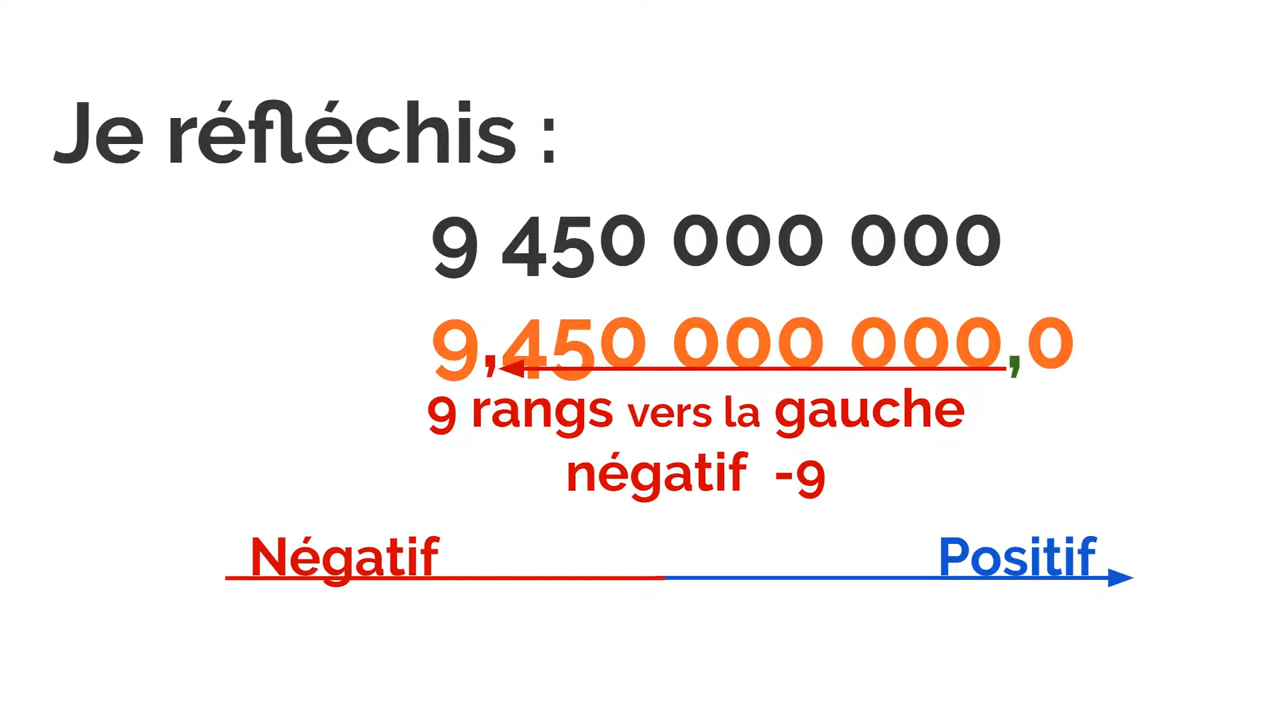 Je réfléchis :
9 450 000 000
9,450 000 000,0
9 rangs vers la gauche
négatif -9
Négatif
Positif